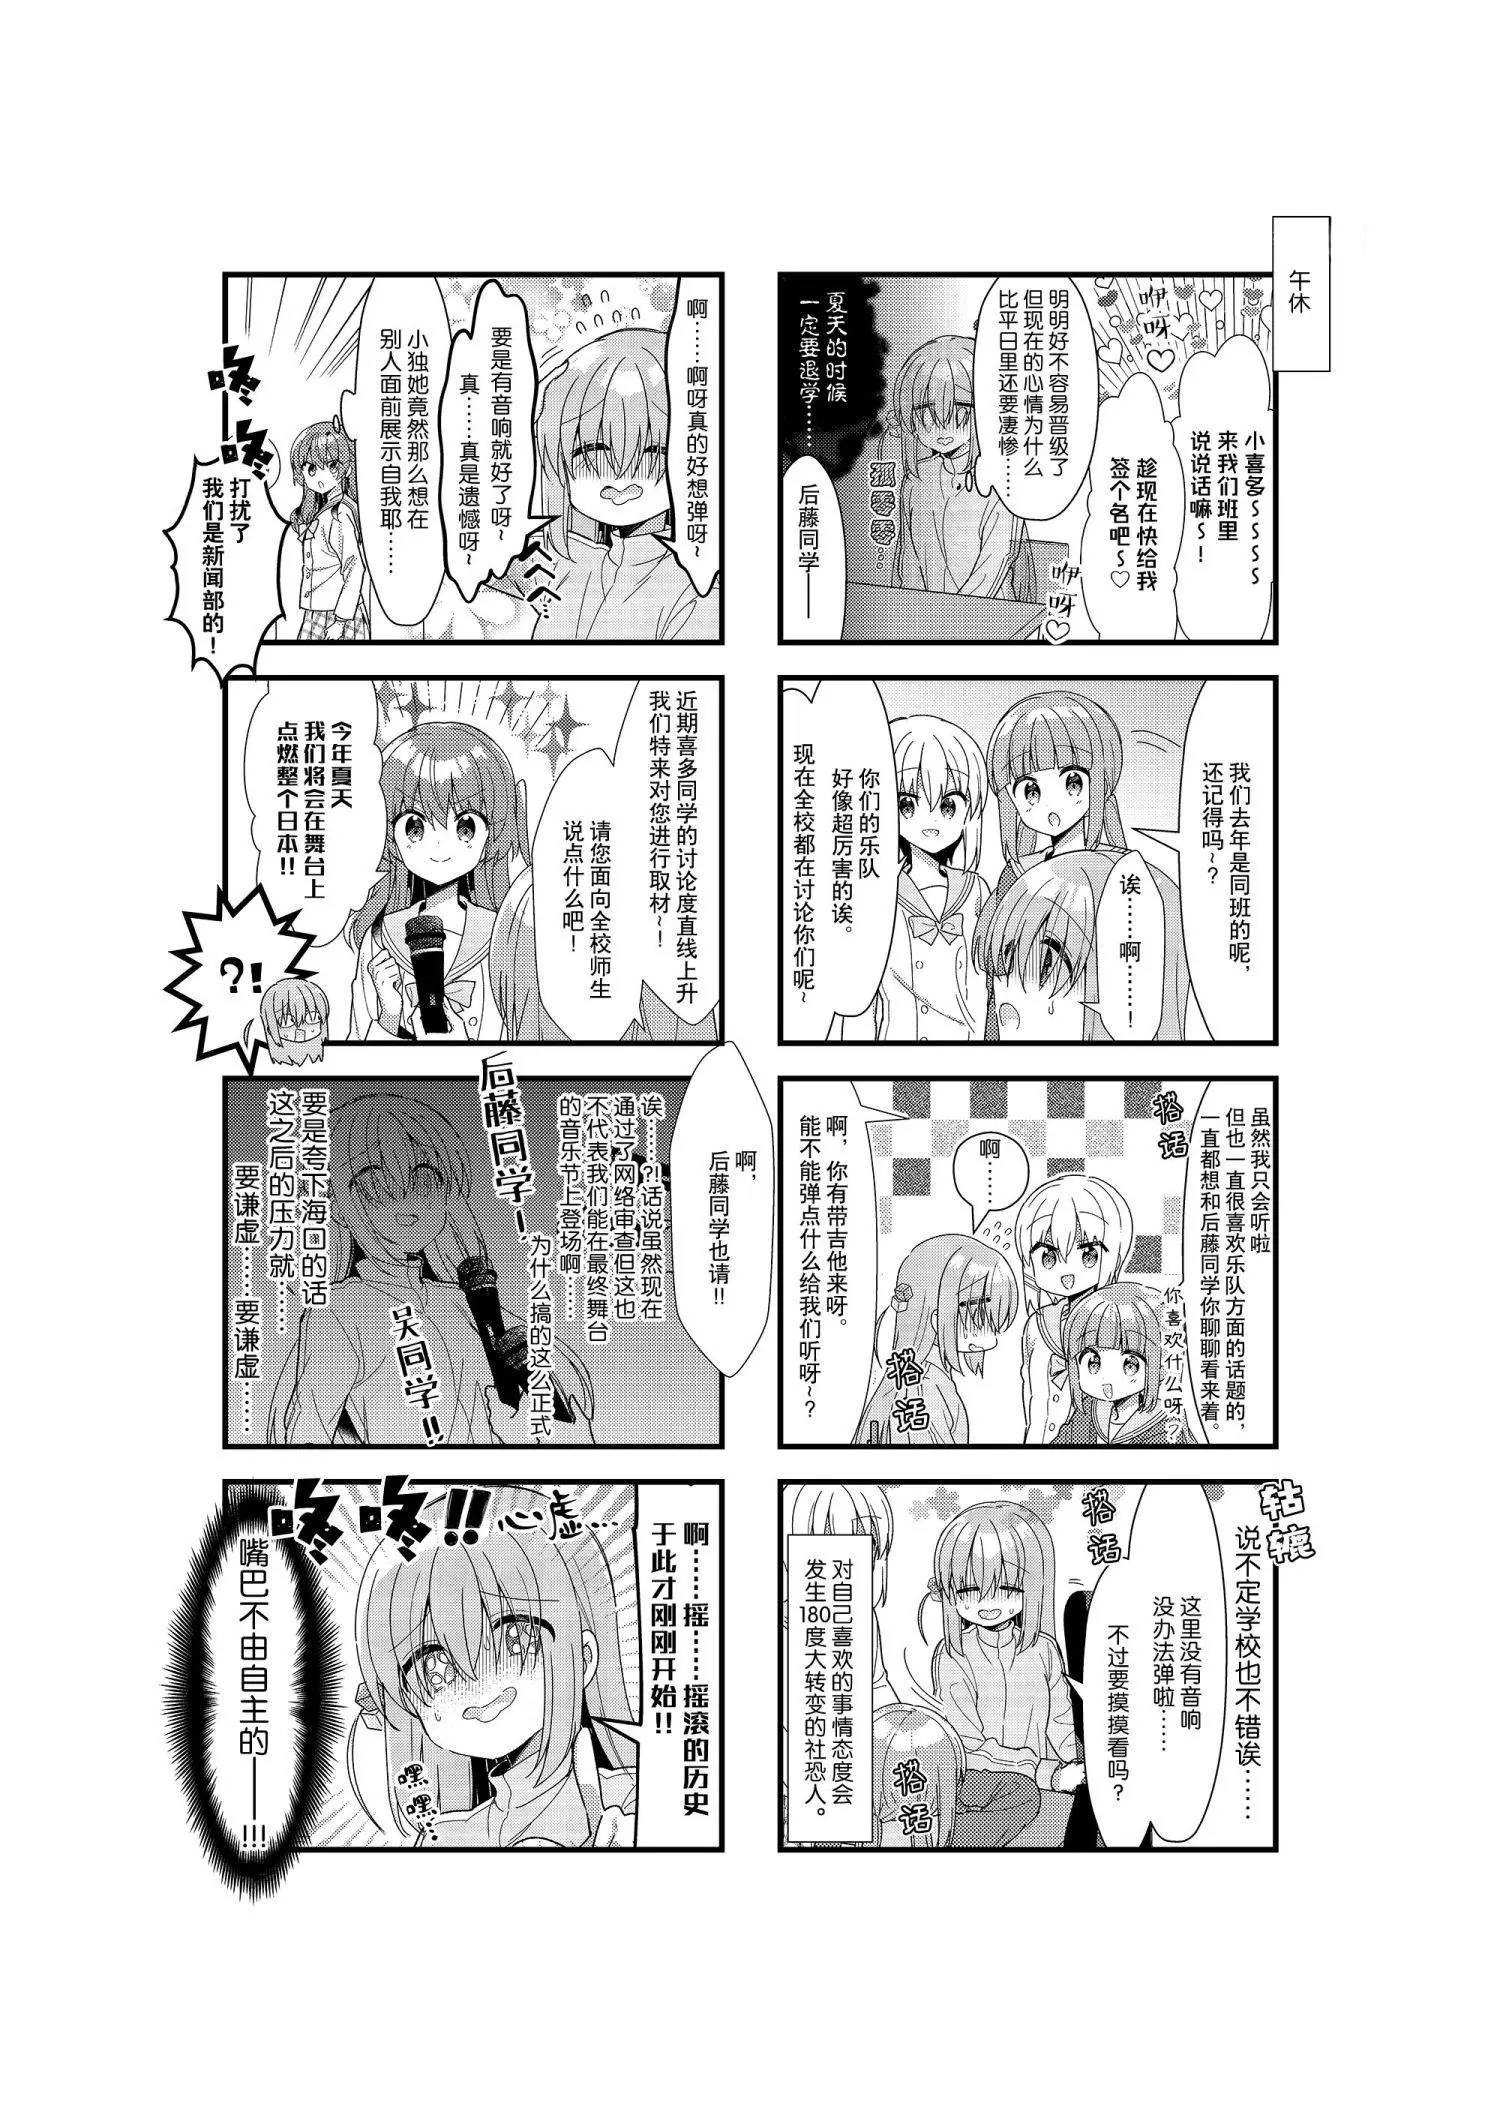 午休
小喜多～～～～～
来我们班里
说说话嘛～！
趁现在快给我
签个名吧～♡
咿呀♡
咿呀♡
明明好不容易晋级了
但现在的心情为什么
比平日里还要凄惨……
夏天的时候
一定要退学……
孤零零…
后藤同学——
我们去年是同班的呢，
还记得吗~？
诶……啊……！
你们的乐队
好像超厉害的诶。
现在全校都在讨论你们呢~
虽然我只会听啦
但也一直很喜欢乐队方面的话题的，
一直都想和后藤同学你聊聊看来着。
你喜欢什么呀？
搭话
啊……
搭话
啊，你有带吉他来呀。
能不能弹点什么给我们听呀~？
轱辘
说不定学校也不错诶……
这里没有音响
没办法弹啦……
不过要摸摸看吗？
搭话
搭话
对自己喜欢的事情态度会
发生180度大转变的社恐人。
啊……啊呀真的好想弹呀~
要是有音响就好了呀~
真……真是遗憾呀~
小独她竟然那么想在
别人面前展示自我耶……
咚
咚
打扰了
我们是新闻部的！
近期喜多同学的讨论度直线上升
我们特来对您进行取材~！
请您面向全校师生
说点什么吧！
今年夏天
我们将会在舞台上
点燃整个日本!!
?!
啊，
后藤同学也请!!
诶……?!话说虽然现在
通过了网络审查但这也
不代表我们能在最终舞台
的音乐节上登场啊……
为什么搞的这么正式
后藤同学！
吴同学!!
要是夸下海口的话
这之后的压力就……
要谦虚……要谦虚……
啊……摇……摇滚的历史
于此才刚刚开始!!
心虚…
咚咚!!
嘿嘿…
嘴巴不由自主的——!!!